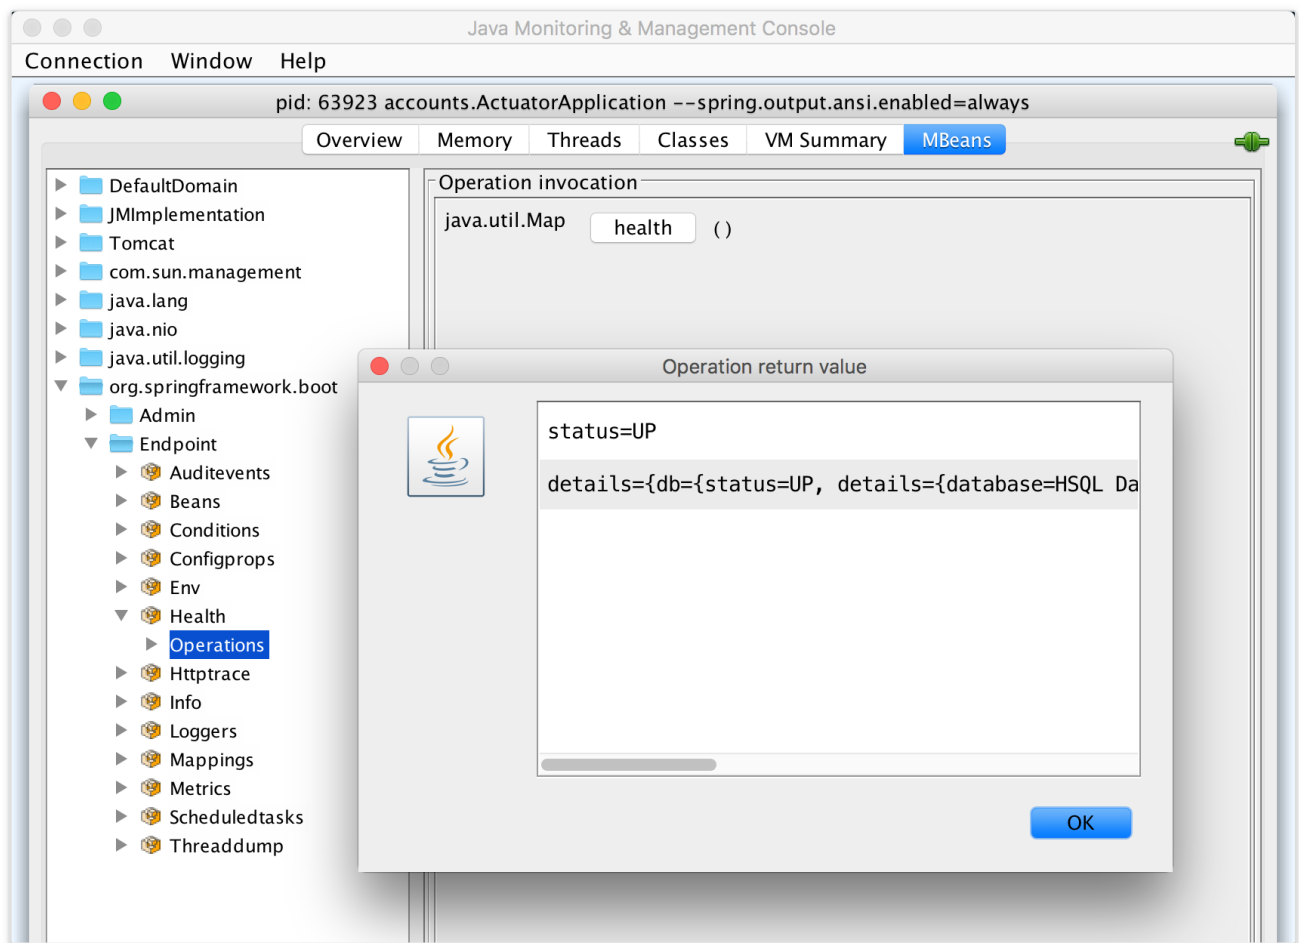 Java Monitoring & Management Console
Connection Window Help
pid: 63923 accounts.ActuatorApplication --spring.output.ansi.enabled=always
Overview Memory Threads Classes VM Summary MBeans
DefaultDomain
JMImplementation
Tomcat
com.sun.management
java.lang
java.nio
java.util.logging
org.springframework.boot
Admin
Endpoint
Auditevents
Beans
Conditions
Configprops
Env
Health
Operations
Httptrace
Info
Loggers
Mappings
Metrics
Scheduledtasks
Threaddump
Operation invocation
java.util.Map health ( )
Operation return value
status=UP
details={db={status=UP, details={database=HSQL Da
OK